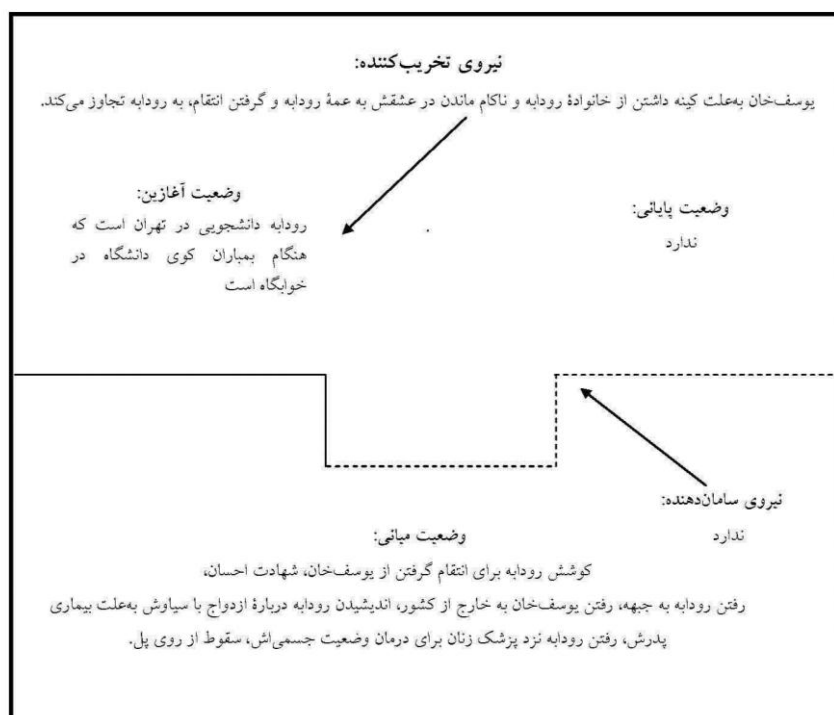 نیروی تخریب‌کننده:
یوسف‌خان به‌علت کینه داشتن از خانوادۀ رودابه و ناکام ماندن در عشقش به عمۀ رودابه و گرفتن انتقام، به رودابه تجاوز می‌کند.
وضعیت آغازین:
رودابه دانشجویی در تهران است که
هنگام بمباران کوی دانشگاه در
خوابگاه است
وضعیت پایانی:
ندارد
نیروی سامان‌دهنده:
ندارد
وضعیت میانی:
کوشش رودابه برای انتقام گرفتن از یوسف‌خان، شهادت احسان،
رفتن رودابه به جبهه، رفتن یوسف‌خان به خارج از کشور، اندیشیدن رودابه دربارۀ ازدواج با سیاوش به‌علت بیماری
پدرش، رفتن رودابه نزد پزشک زنان برای درمان وضعیت جسمی‌اش، سقوط از روی پل.